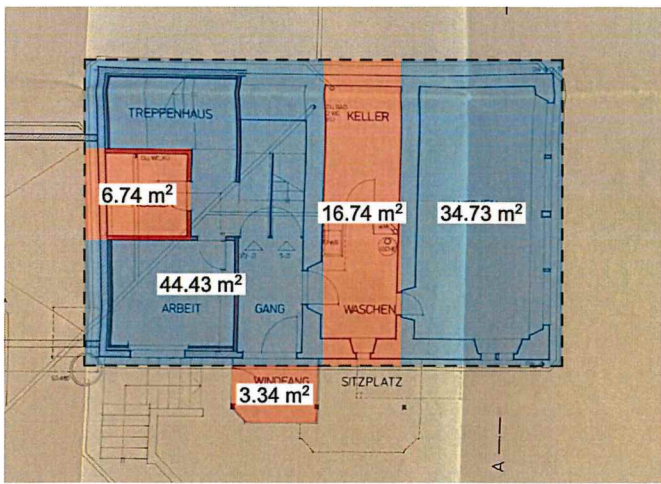 TREPPENHAUS
KELLER
6.74 m²
16.74 m²
34.73 m²
44.43 m²
ARBEIT
GANG
WASCHEN
WINDFANG
SITZPLATZ
3.34 m²
A